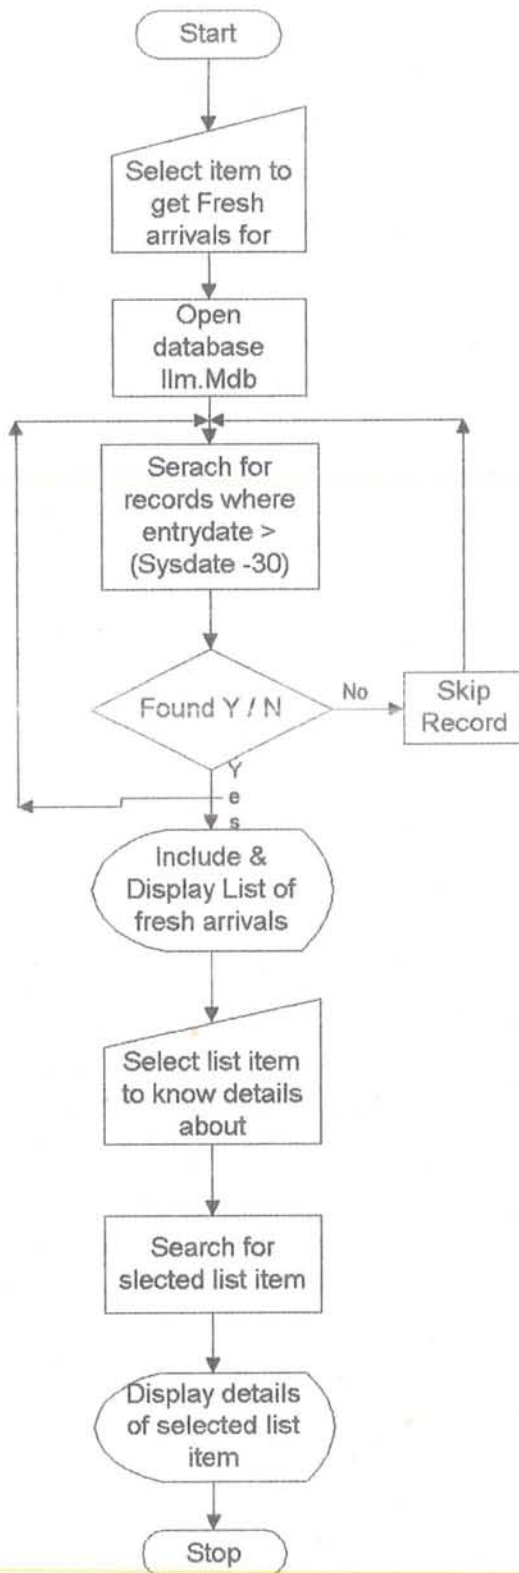 Start
Select item to
get Fresh
arrivals for
Open
database
llm.Mdb
Serach for
records where
entrydate >
(Sysdate -30)
Found Y / N
No
Skip
Record
Y
e
s
Include &
Display List of
fresh arrivals
Select list item
to know details
about
Search for
slected list item
Display details
of selected list
item
Stop